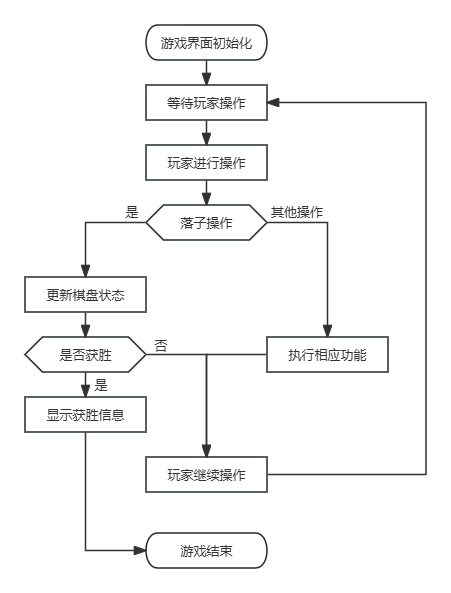 游戏界面初始化
等待玩家操作
玩家进行操作
是
落子操作
其他操作
更新棋盘状态
是否获胜
否
执行相应功能
是
显示获胜信息
玩家继续操作
游戏结束